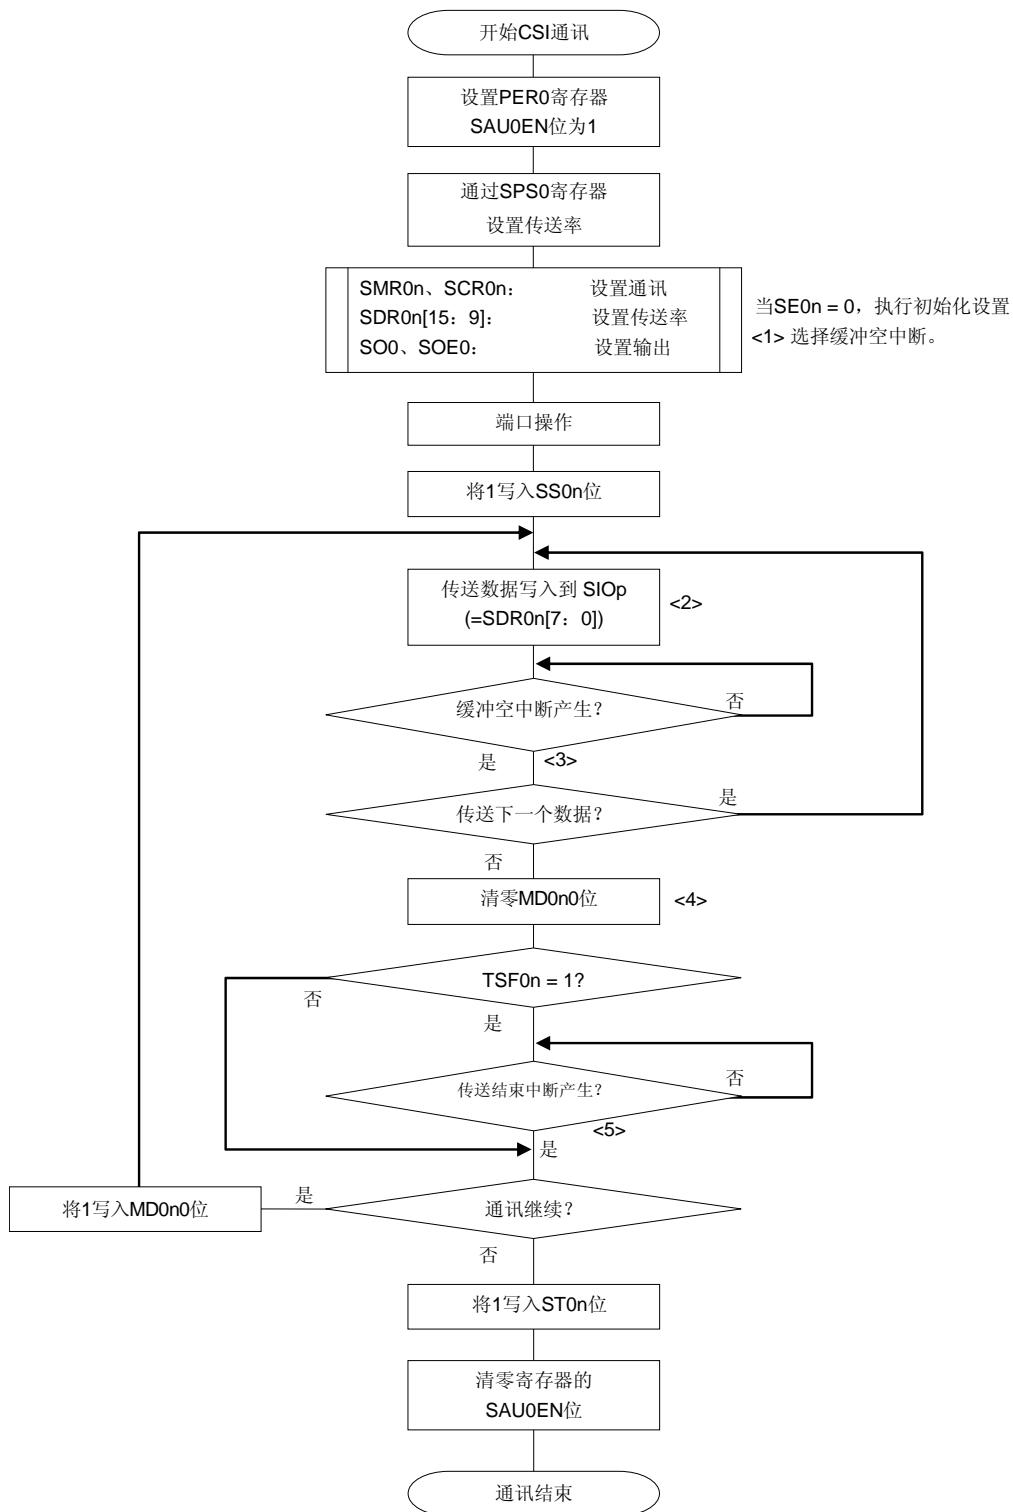 开始CSI通讯
设置PER0寄存器
SAU0EN位为1
通过SPS0寄存器
设置传送率
SMR0n、SCR0n： 设置通讯
SDR0n[15：9]： 设置传送率
SO0、SOE0： 设置输出
当SE0n = 0，执行初始化设置
<1> 选择缓冲空中断。
端口操作
将1写入SS0n位
传送数据写入到 SIOp
(=SDR0n[7：0])
<2>
缓冲空中断产生？
否
是
<3>
传送下一个数据？
是
否
清零MD0n0位
<4>
TSF0n = 1?
否
是
传送结束中断产生？
否
<5>
是
将1写入MD0n0位
是
通讯继续？
否
将1写入ST0n位
清零寄存器的
SAU0EN位
通讯结束